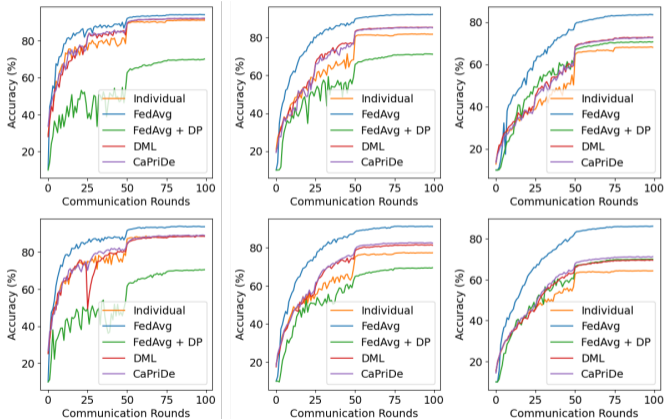 80
60
40
20
Accuracy (%)
Individual
FedAvg
FedAvg + DP
DML
CaPriDe
0 25 50 75 100
Communication Rounds
80
60
40
20
Accuracy (%)
Individual
FedAvg
FedAvg + DP
DML
CaPriDe
0 25 50 75 100
Communication Rounds
80
60
40
20
Accuracy (%)
Individual
FedAvg
FedAvg + DP
DML
CaPriDe
0 25 50 75 100
Communication Rounds
80
60
40
20
Accuracy (%)
Individual
FedAvg
FedAvg + DP
DML
CaPriDe
0 25 50 75 100
Communication Rounds
80
60
40
20
Accuracy (%)
Individual
FedAvg
FedAvg + DP
DML
CaPriDe
0 25 50 75 100
Communication Rounds
80
60
40
20
Accuracy (%)
Individual
FedAvg
FedAvg + DP
DML
CaPriDe
0 25 50 75 100
Communication Rounds